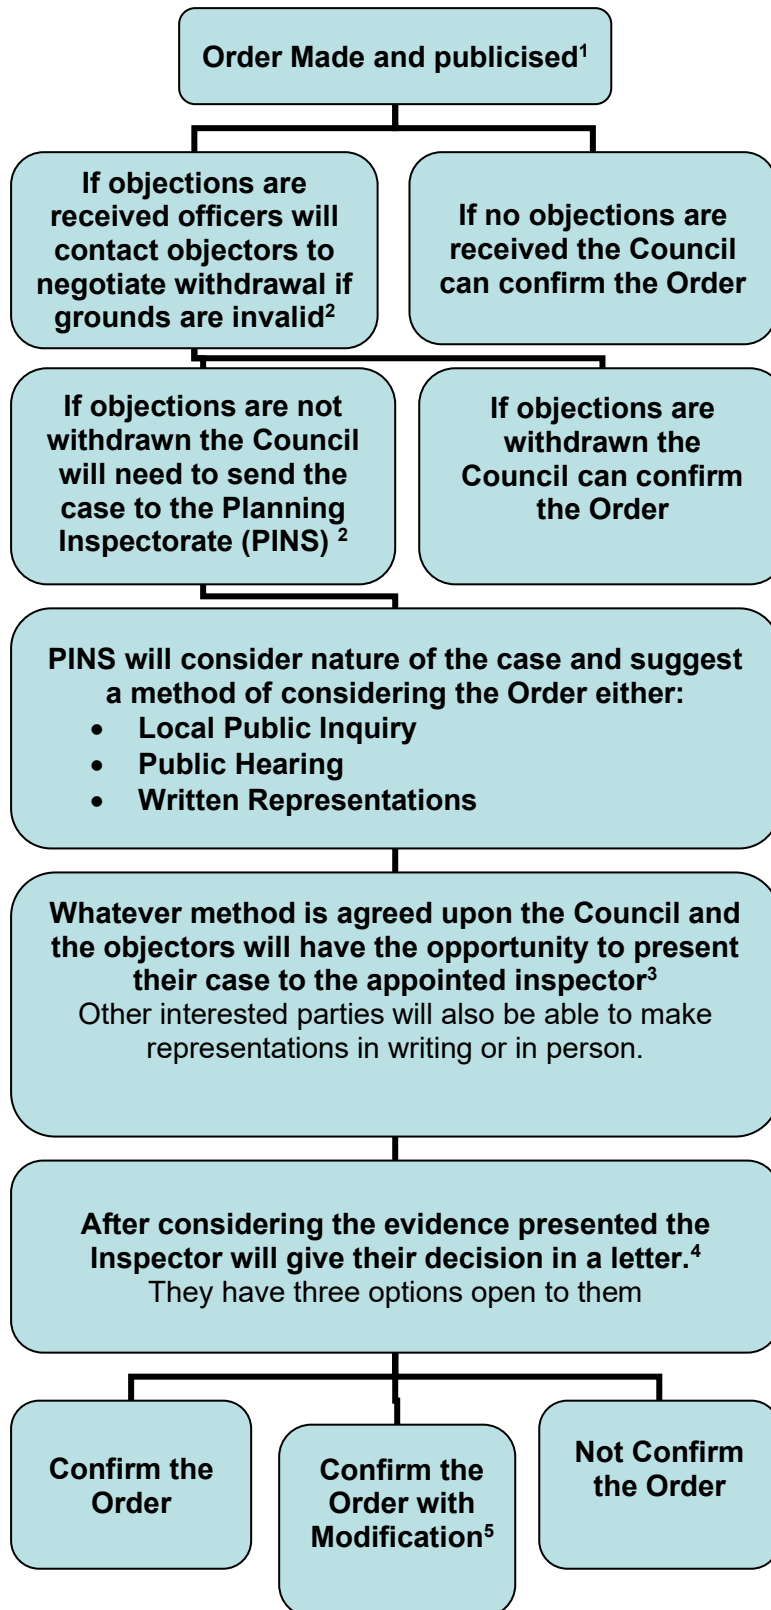 Order Made and publicised¹
If objections are
received officers will
contact objectors to
negotiate withdrawal if
grounds are invalid²
If no objections are
received the Council
can confirm the Order
If objections are not
withdrawn the Council
will need to send the
case to the Planning
Inspectorate (PINS) ²
If objections are
withdrawn the
Council can confirm
the Order
PINS will consider nature of the case and suggest
a method of considering the Order either:
• Local Public Inquiry
• Public Hearing
• Written Representations
Whatever method is agreed upon the Council and
the objectors will have the opportunity to present
their case to the appointed inspector³
Other interested parties will also be able to make
representations in writing or in person.
After considering the evidence presented the
Inspector will give their decision in a letter.⁴
They have three options open to them
Confirm the
Order
Confirm the
Order with
Modification⁵
Not Confirm
the Order